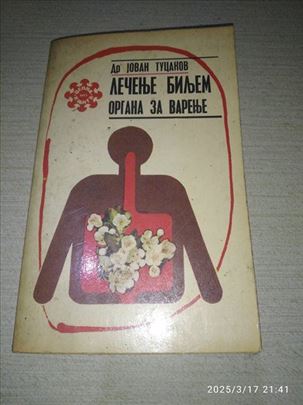 Др ЈОВАН ТУЦАКОВ
ЛЕЧЕЊЕ БИЉЕМ
ОРГАНА ЗА ВАРЕЊЕ
2025/3/17 21:41